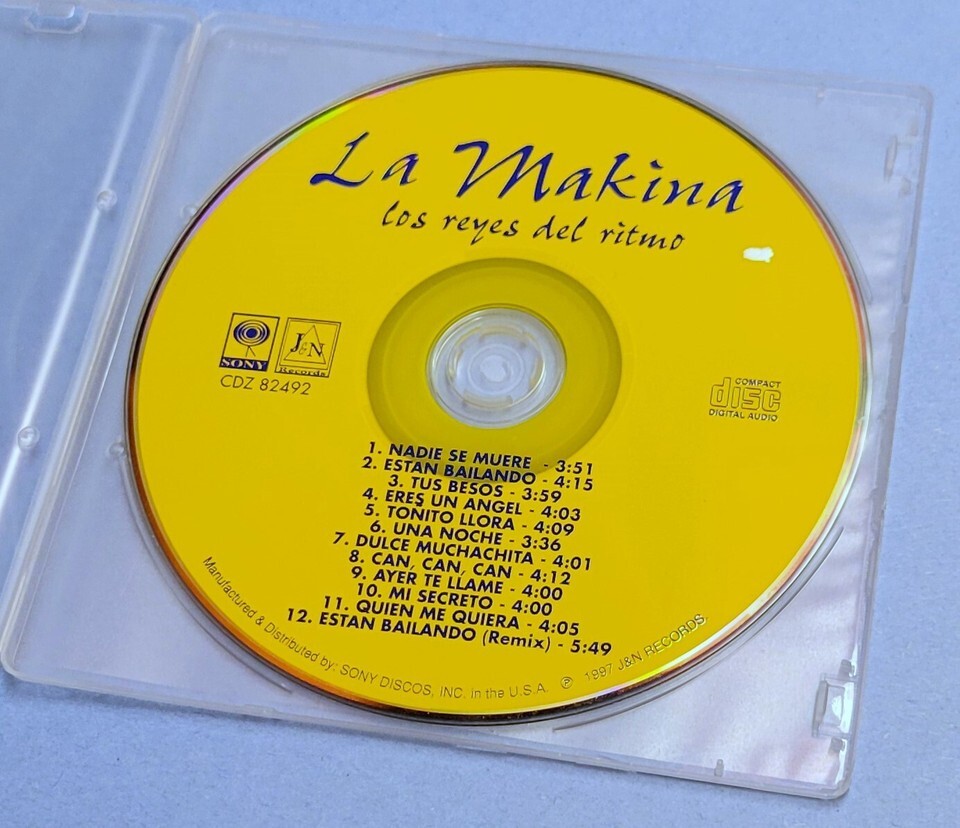 La Makina
los reyes del ritmo
SONY
J&N
Records
CDZ 82492
COMPACT
disc
DIGITAL AUDIO
1. NADIE SE MUERE - 3:51
2. ESTAN BAILANDO - 4:15
3. TUS BESOS - 3:59
4. ERES UN ANGEL - 4:03
5. TONITO LLORA - 4:09
6. UNA NOCHE - 3:36
7. DULCE MUCHACHITA - 4:01
8. CAN, CAN, CAN - 4:12
9. AYER TE LLAME - 4:00
10. MI SECRETO - 4:00
11. QUIEN ME QUIERA - 4:05
12. ESTAN BAILANDO (Remix) - 5:49
Manufactured & Distributed by: SONY DISCOS, INC. in the U.S.A. ℗ 1997 J&N RECORDS.